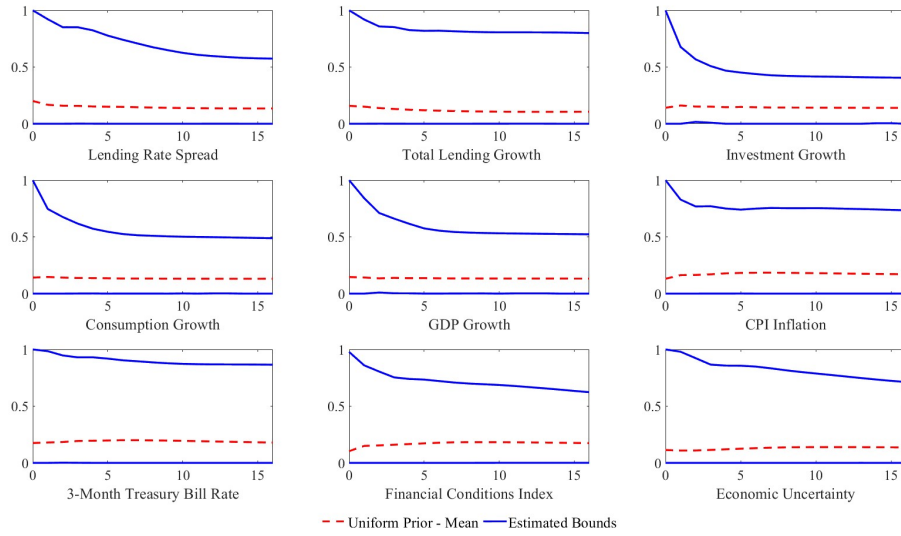 1
1
1
0.5
0.5
0.5
0
0
0
0 5 10 15
0 5 10 15
0 5 10 15
Lending Rate Spread
Total Lending Growth
Investment Growth
1
1
1
0.5
0.5
0.5
0
0
0
0 5 10 15
0 5 10 15
0 5 10 15
Consumption Growth
GDP Growth
CPI Inflation
1
1
1
0.5
0.5
0.5
0
0
0
0 5 10 15
0 5 10 15
0 5 10 15
3-Month Treasury Bill Rate
Financial Conditions Index
Economic Uncertainty
Uniform Prior - Mean
Estimated Bounds